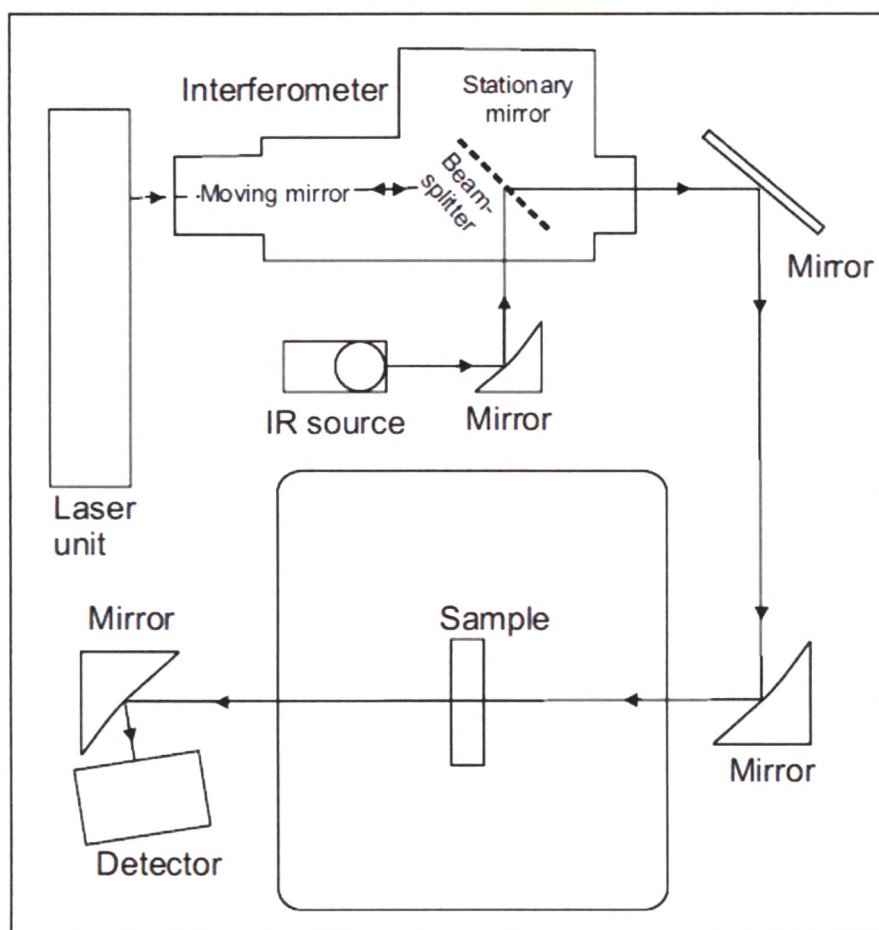 Interferometer
Stationary
mirror
Moving mirror
Beam-
splitter
Mirror
IR source
Mirror
Laser
unit
Mirror
Sample
Mirror
Detector